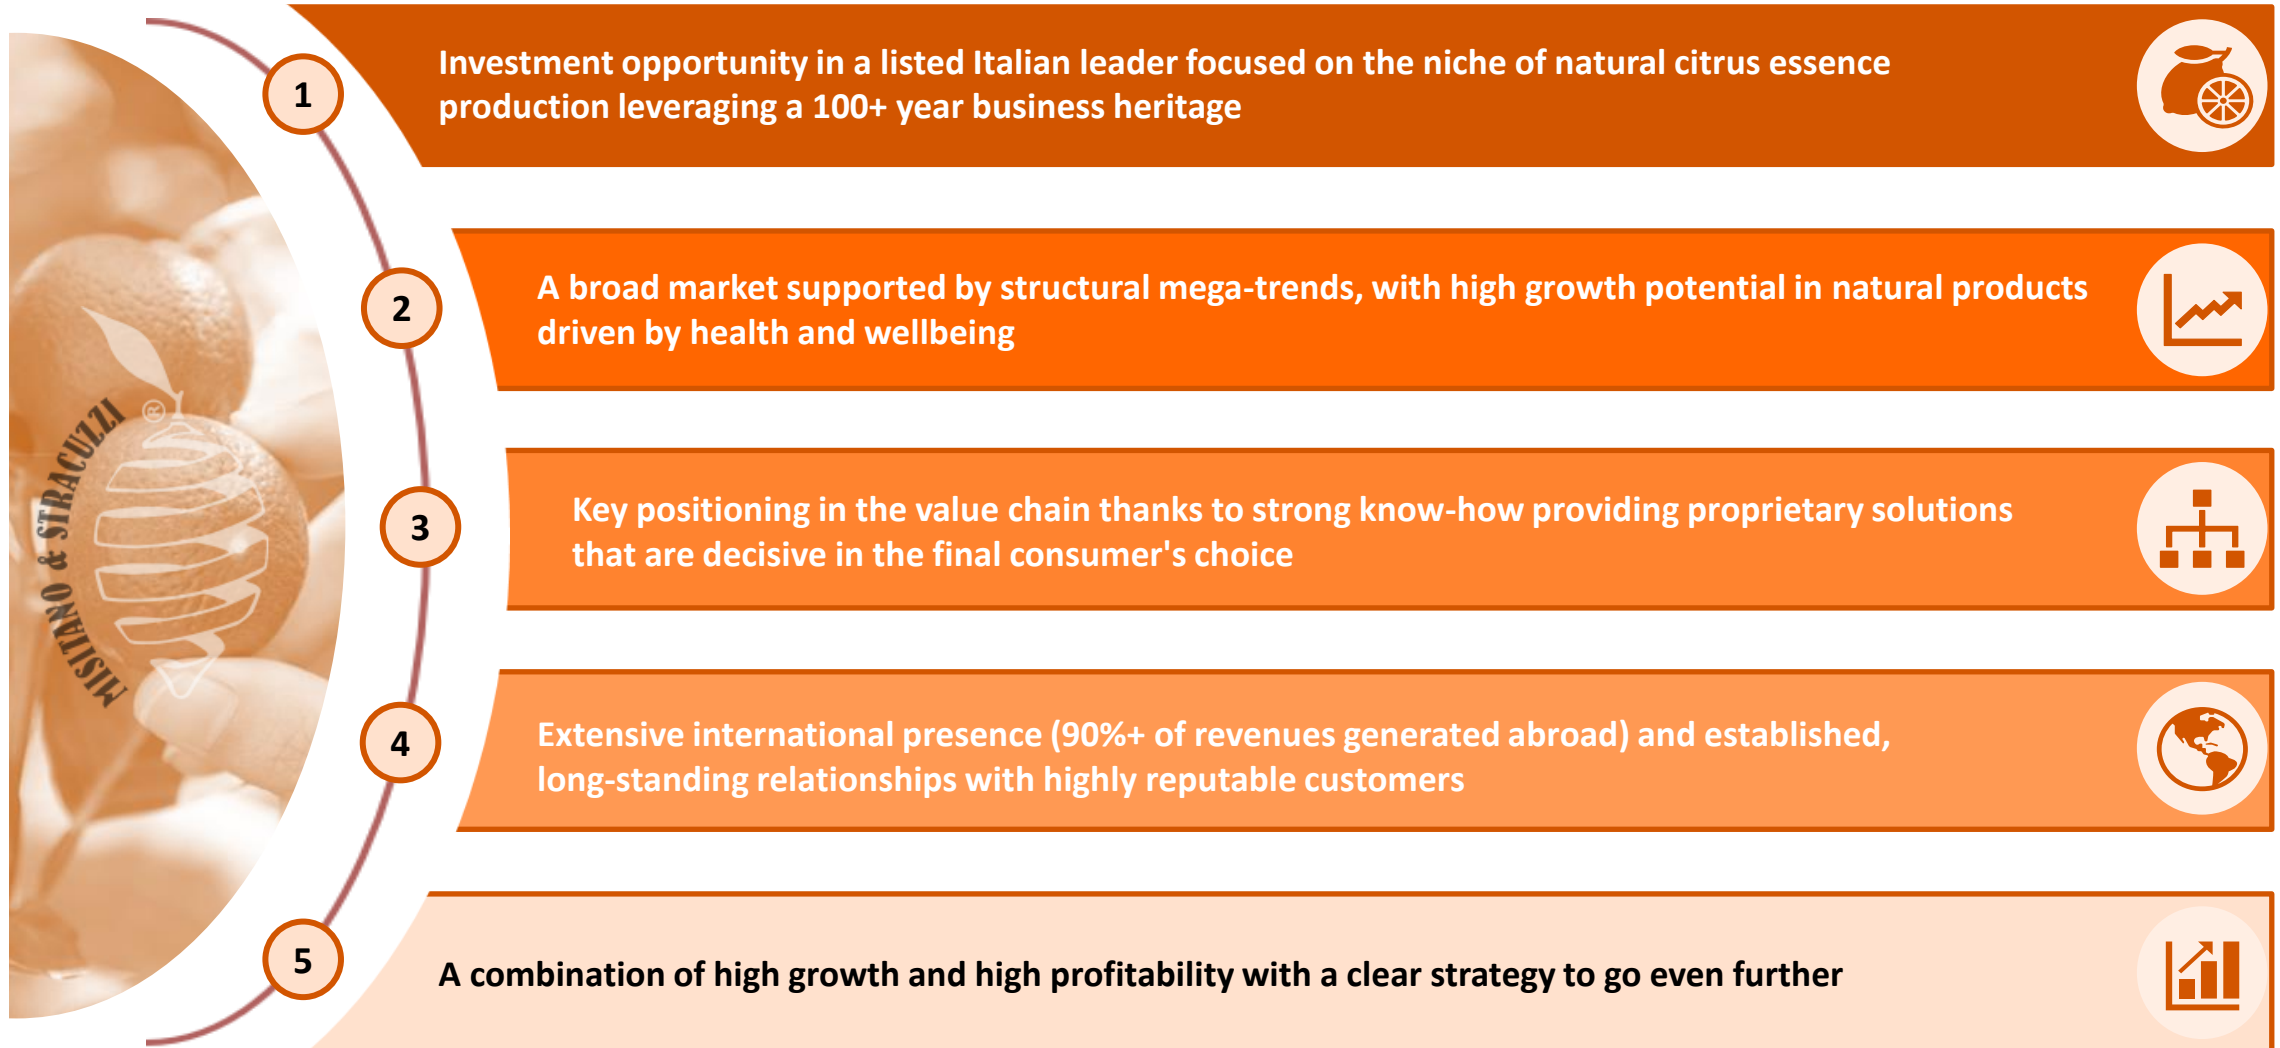 1
Investment opportunity in a listed Italian leader focused on the niche of natural citrus essence
production leveraging a 100+ year business heritage
2
A broad market supported by structural mega-trends, with high growth potential in natural products
driven by health and wellbeing
3
Key positioning in the value chain thanks to strong know-how providing proprietary solutions
that are decisive in the final consumer's choice
4
Extensive international presence (90%+ of revenues generated abroad) and established,
long-standing relationships with highly reputable customers
5
A combination of high growth and high profitability with a clear strategy to go even further
MISITANO & STRACUZZI
®